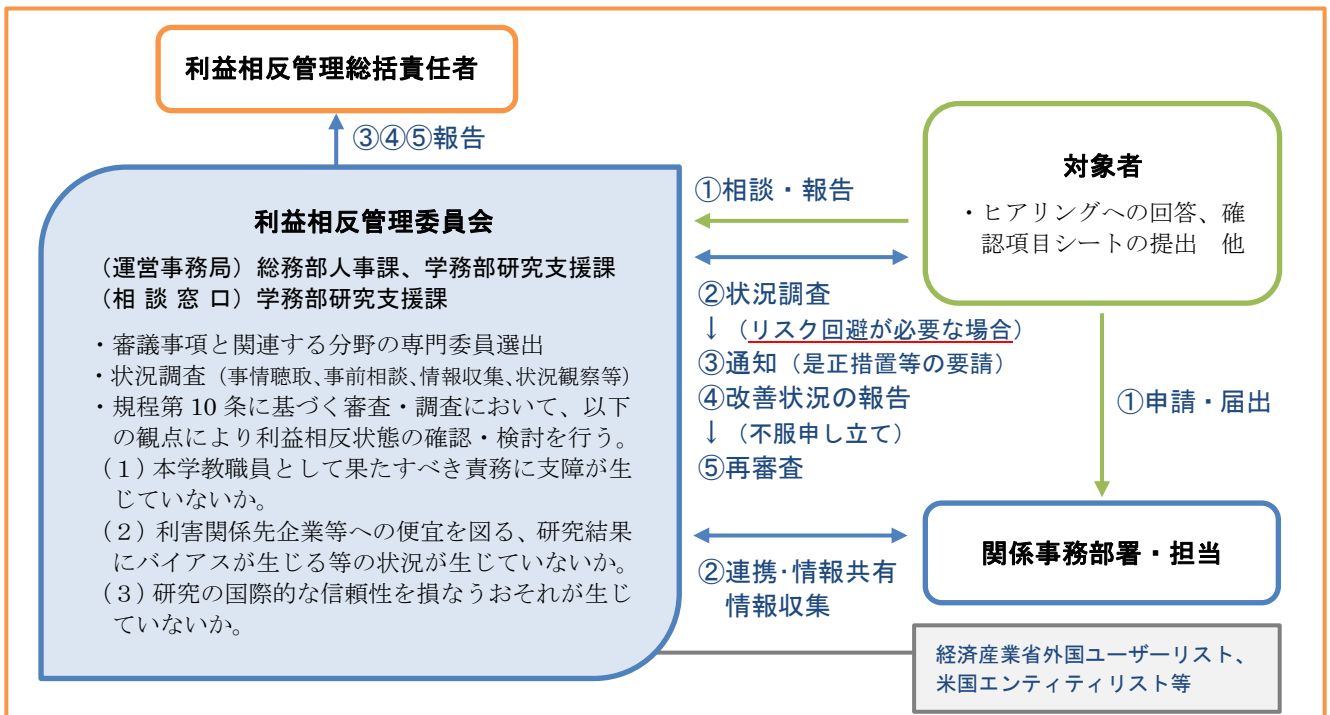 利益相反管理総括責任者
③④⑤報告
利益相反管理委員会
（運営事務局）総務部人事課、学務部研究支援課
（相 談 窓 口）学務部研究支援課
・審議事項と関連する分野の専門委員選出
・状況調査（事情聴取、事前相談、情報収集、状況観察等）
・規程第 10 条に基づく審査・調査において、以下
の観点により利益相反状態の確認・検討を行う。
（１）本学教職員として果たすべき責務に支障が生
じていないか。
（２）利害関係先企業等への便宜を図る、研究結果
にバイアスが生じる等の状況が生じていないか。
（３）研究の国際的な信頼性を損なうおそれが生じ
ていないか。
①相談・報告
②状況調査
↓（リスク回避が必要な場合）
③通知（是正措置等の要請）
④改善状況の報告
↓（不服申し立て）
⑤再審査
②連携・情報共有
情報収集
対象者
・ヒアリングへの回答、確
認項目シートの提出　他
①申請・届出
関係事務部署・担当
経済産業省外国ユーザーリスト、
米国エンティティリスト等